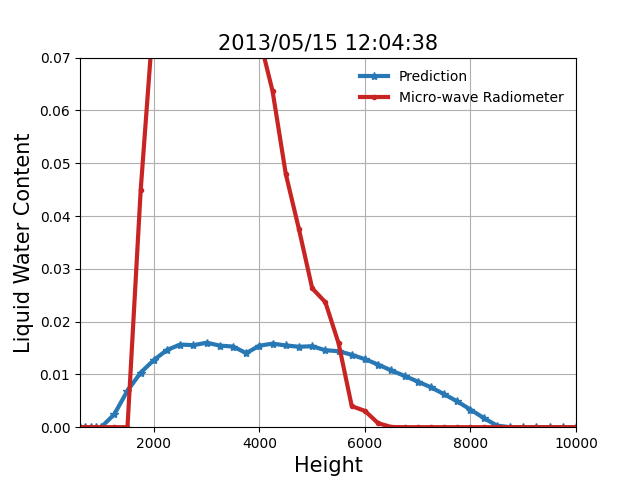 2013/05/15 12:04:38
Prediction
Micro-wave Radiometer
Liquid Water Content
0.07
0.06
0.05
0.04
0.03
0.02
0.01
0.00
2000 4000 6000 8000 10000
Height